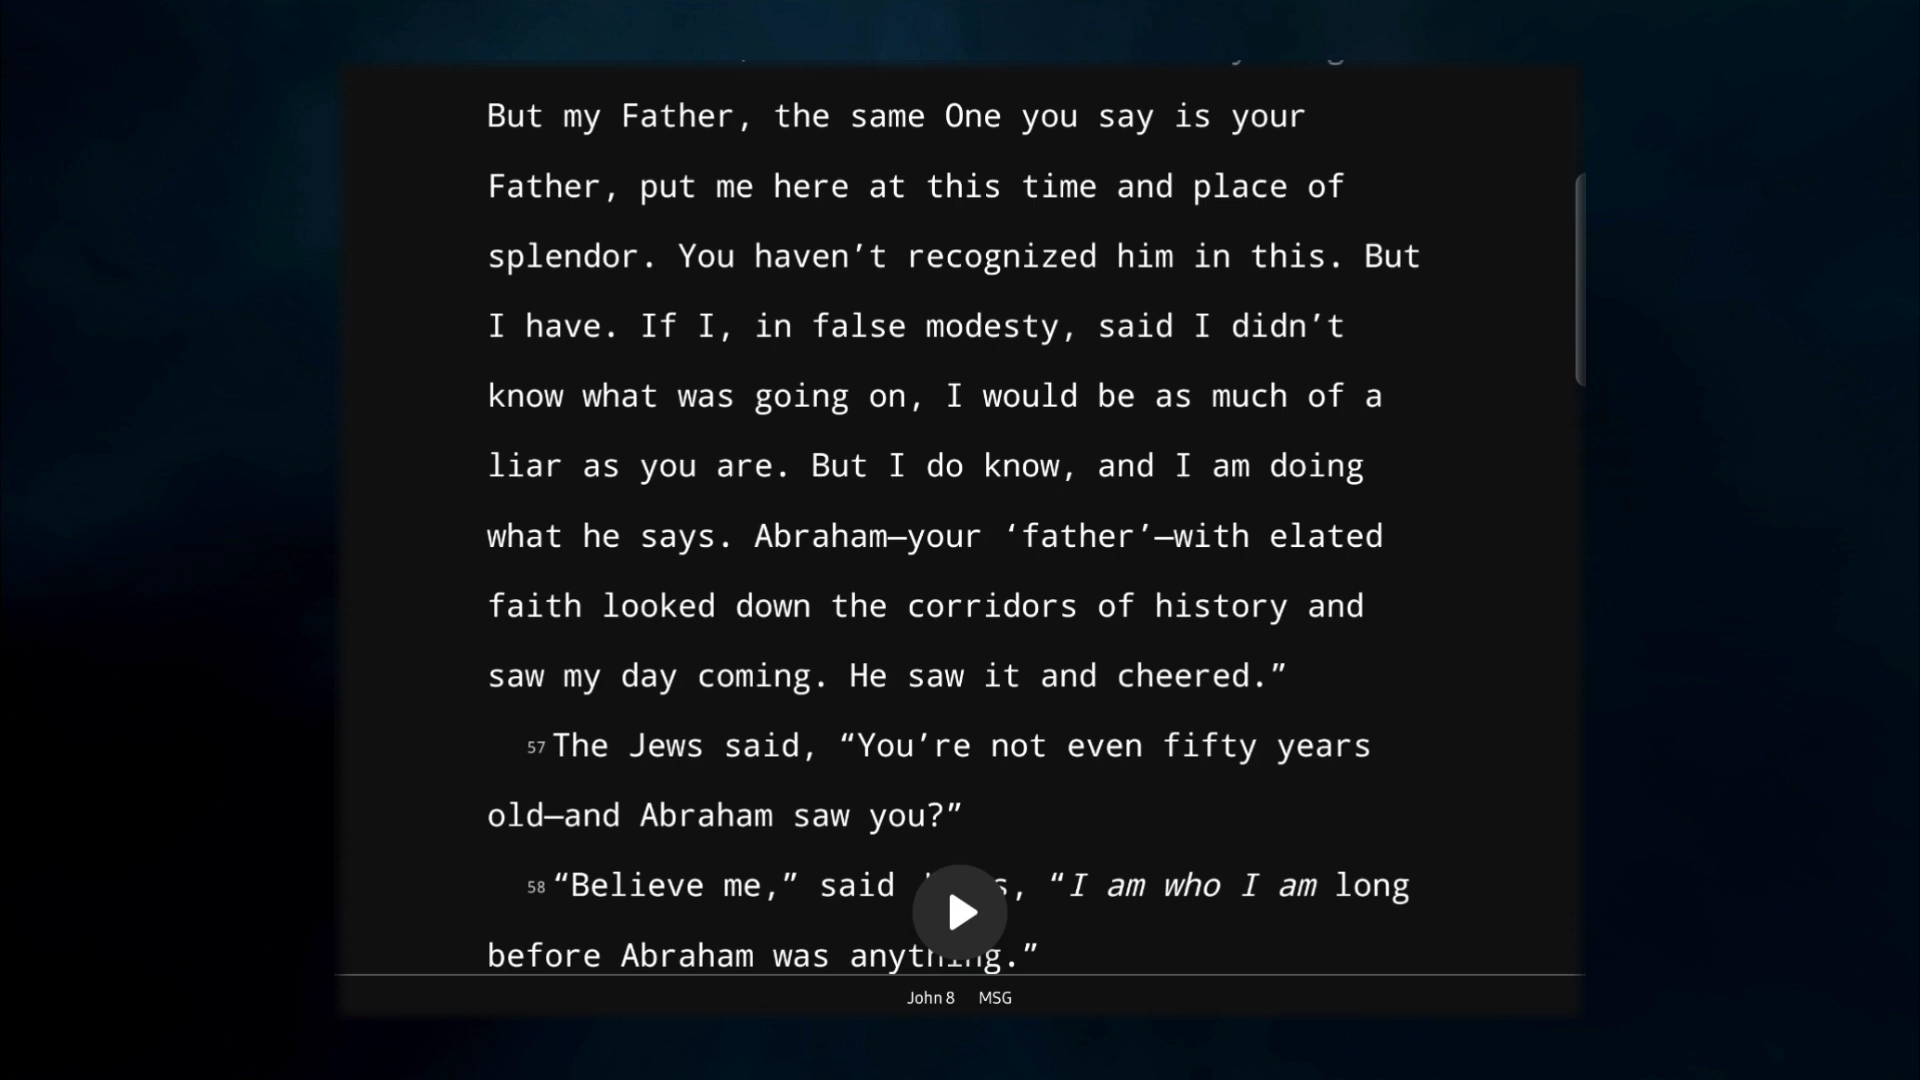 But my Father, the same One you say is your
Father, put me here at this time and place of
splendor. You haven’t recognized him in this. But
I have. If I, in false modesty, said I didn’t
know what was going on, I would be as much of a
liar as you are. But I do know, and I am doing
what he says. Abraham—your ‘father’—with elated
faith looked down the corridors of history and
saw my day coming. He saw it and cheered.”
57 The Jews said, “You’re not even fifty years
old—and Abraham saw you?”
58 “Believe me,” said , “I am who I am long
before Abraham was anything.”
John 8 MSG